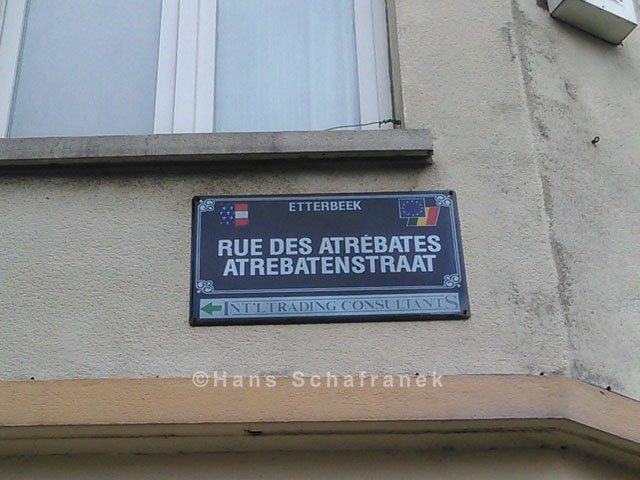 ETTERBEEK
RUE DES ATRÉBATES
ATREBATENSTRAAT
INT'L TRADING CONSULTANTS
©Hans Schafranek